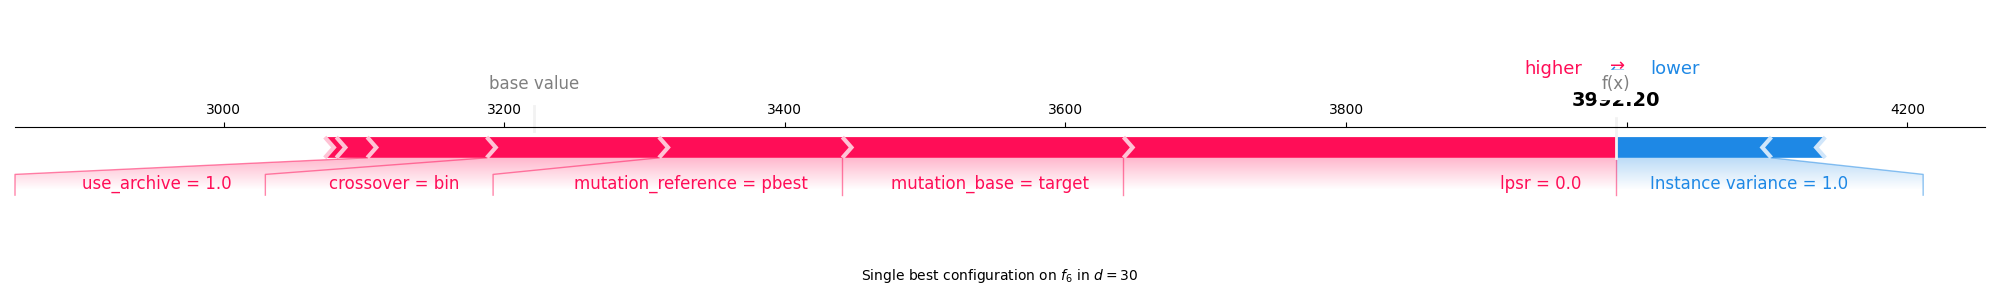 higher ⇄ lower
base value f(x)
3992.20
3000 3200 3400 3600 3800 4200
use_archive = 1.0 crossover = bin mutation_reference = pbest mutation_base = target lpsr = 0.0 Instance variance = 1.0
Single best configuration on f₆ in d = 30